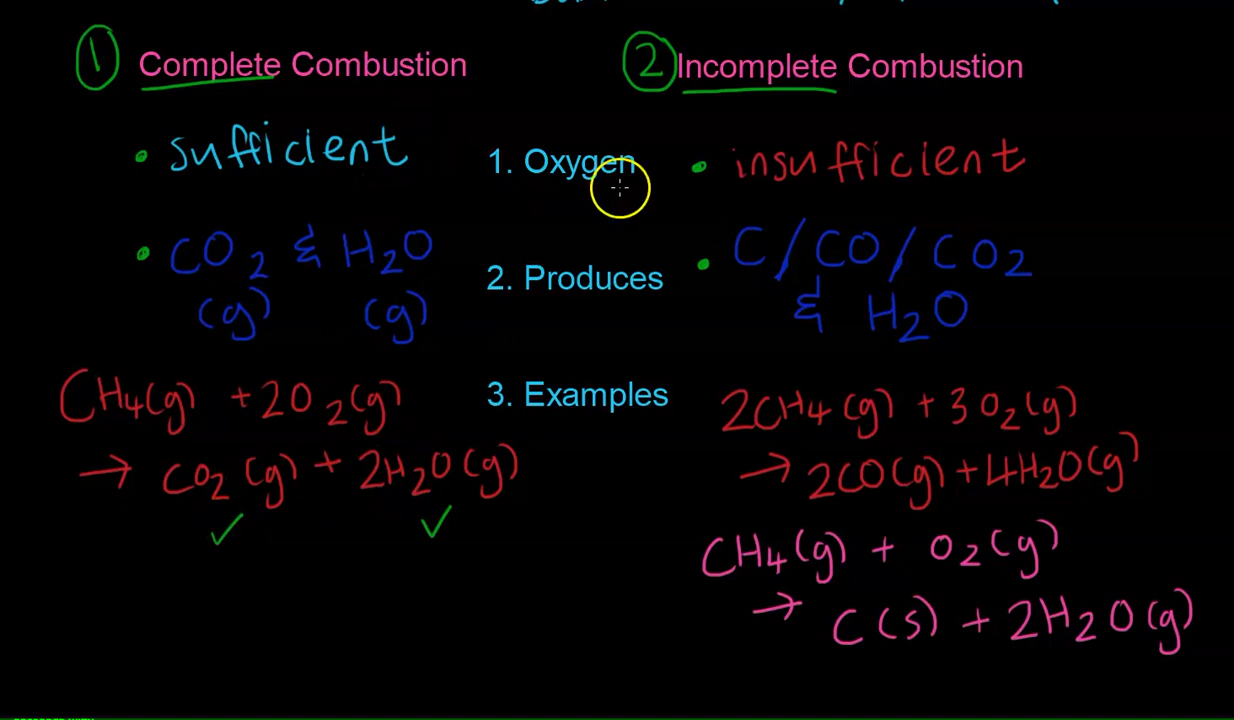 ① Complete Combustion
② Incomplete Combustion
• sufficient
1. Oxygen
• insufficient
• CO₂ & H₂O
(g) (g)
2. Produces
• C/CO/CO₂
& H₂O
3. Examples
CH₄(g) + 2O₂(g)
→ CO₂(g) + 2H₂O(g)
✓ ✓
2CH₄(g) + 3O₂(g)
→ 2CO(g) + 4H₂O(g)
CH₄(g) + O₂(g)
→ C(s) + 2H₂O(g)